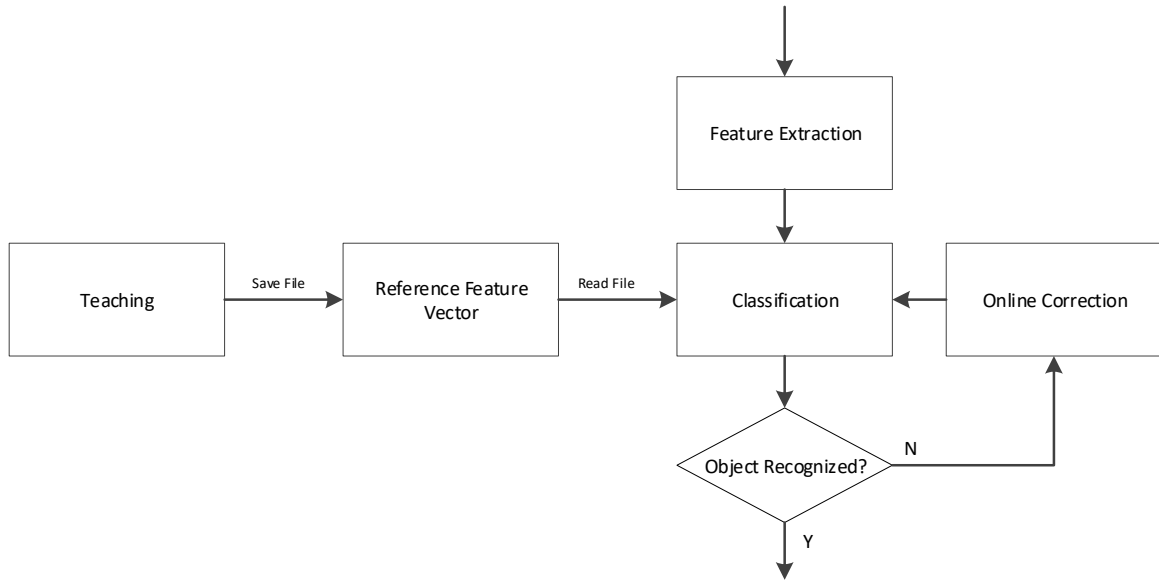 Feature Extraction
Teaching
Save File
Reference Feature
Vector
Read File
Classification
Online Correction
Object Recognized?
N
Y